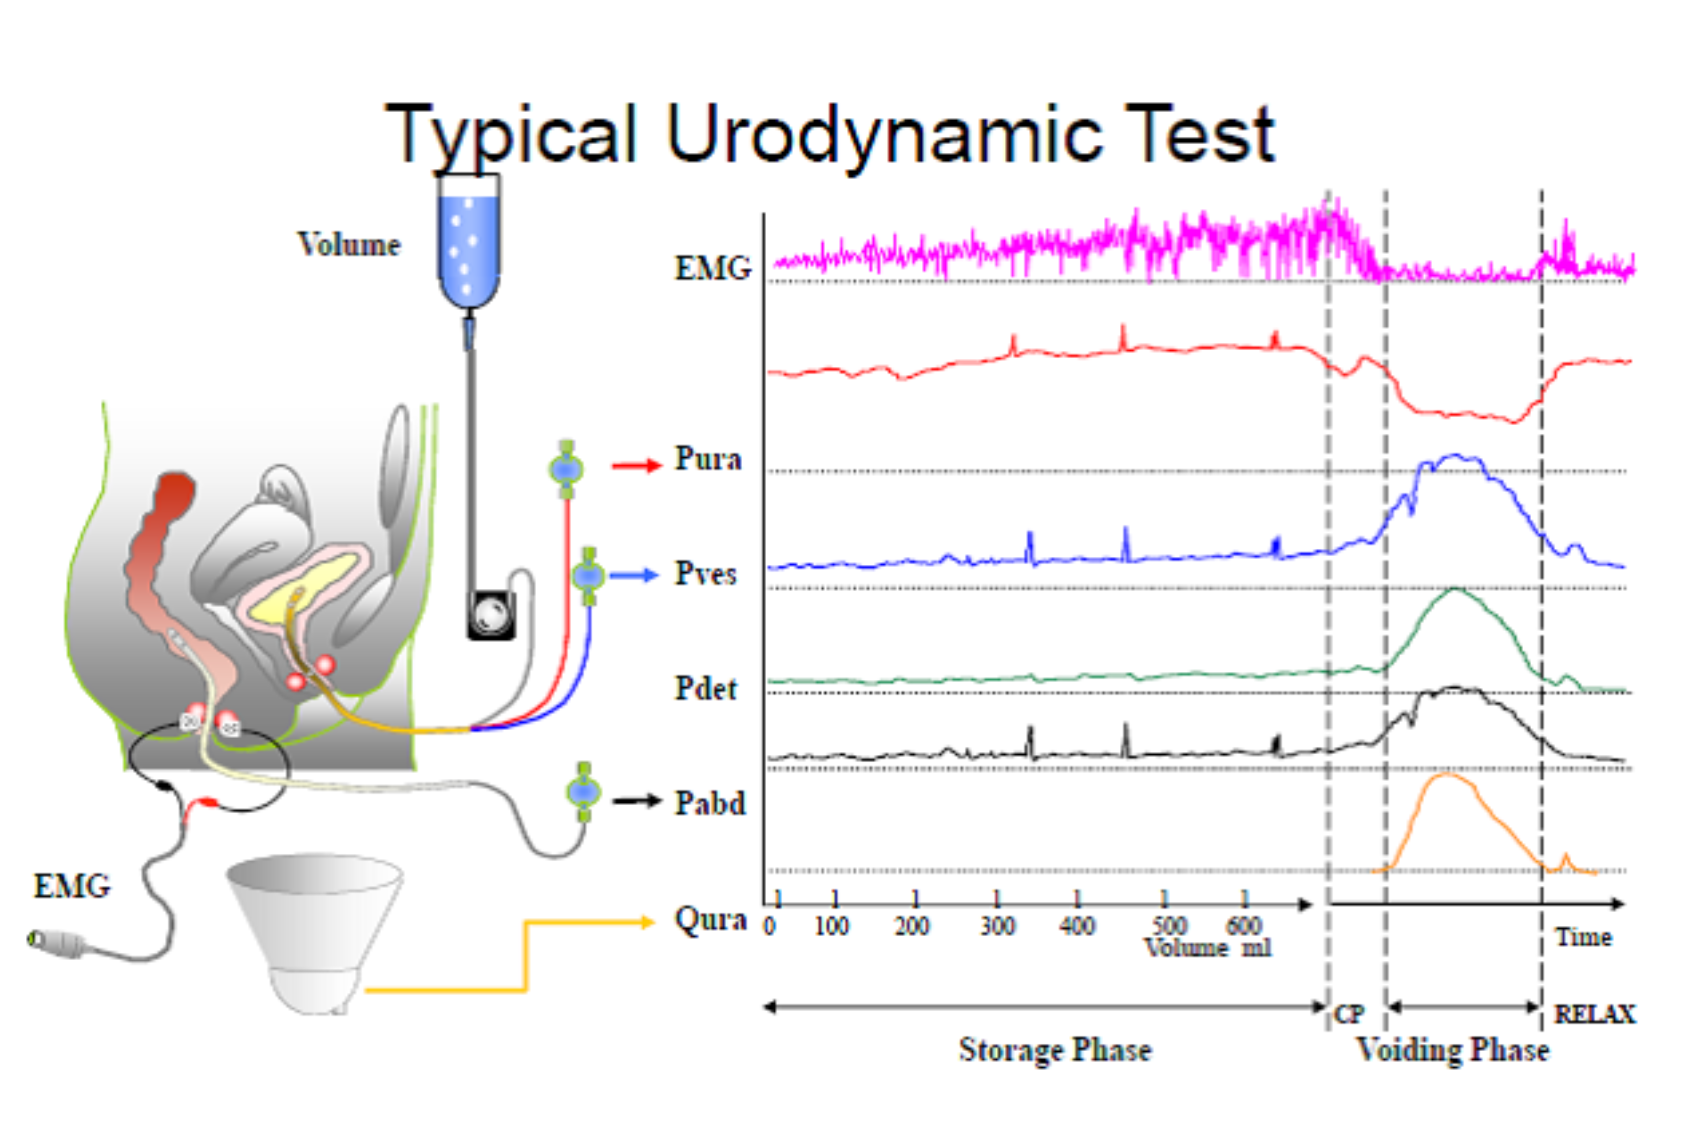 Typical Urodynamic Test
Volume
EMG
Pura
Pves
Pdet
Pabd
EMG
Qura
0 100 200 300 400 500 600
Volume ml
Time
CP
RELAX
Storage Phase
Voiding Phase